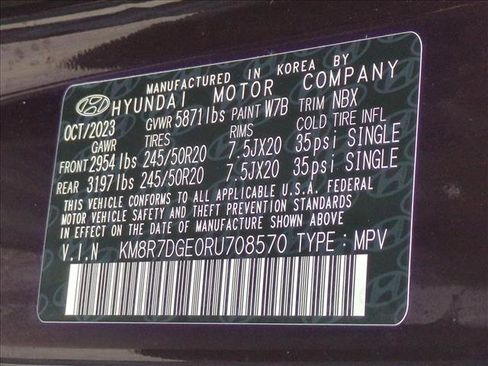 MANUFACTURED IN KOREA BY
HYUNDAI MOTOR COMPANY
OCT/2023 GVWR 5871lbs PAINT W7B TRIM NBX
GAWR TIRES RIMS COLD TIRE INFL
FRONT 2954lbs 245/50R20 7.5JX20 35psi SINGLE
REAR 3197lbs 245/50R20 7.5JX20 35psi SINGLE
THIS VEHICLE CONFORMS TO ALL APPLICABLE U.S.A. FEDERAL
MOTOR VEHICLE SAFETY AND THEFT PREVENTION STANDARDS
IN EFFECT ON THE DATE OF MANUFACTURE SHOWN ABOVE
V.I.N KM8R7DGE0RU708570 TYPE : MPV